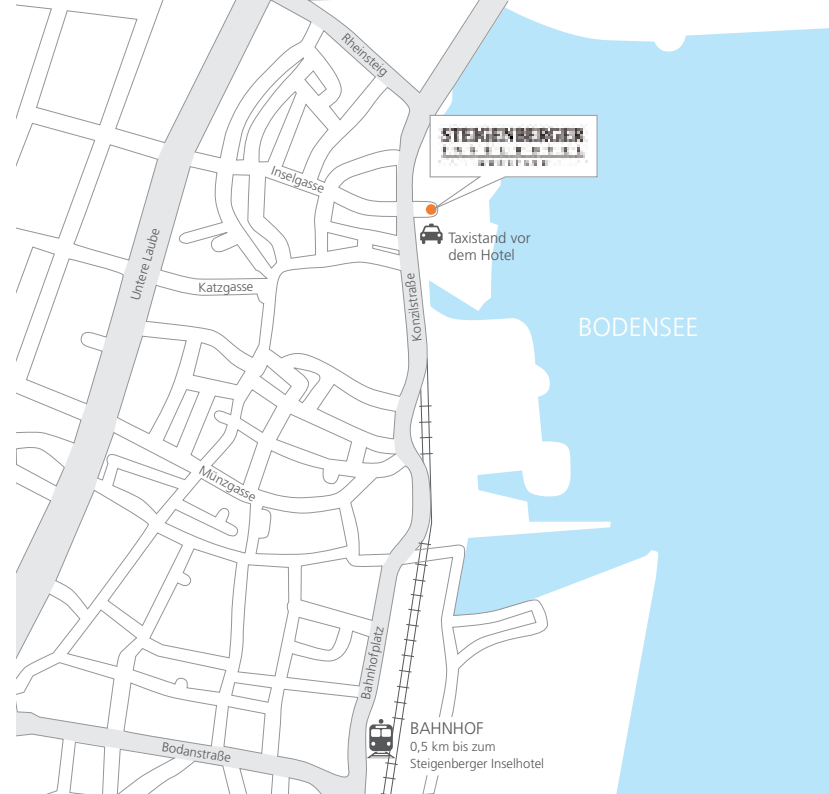 Rheinsteig
STEIGENBERGER
Inselgasse
Taxistand vor
dem Hotel
Untere Laube
Katzgasse
Konzilstraße
BODENSEE
Münzgasse
Bahnhofplatz
BAHNHOF
0,5 km bis zum
Steigenberger Inselhotel
Bodanstraße